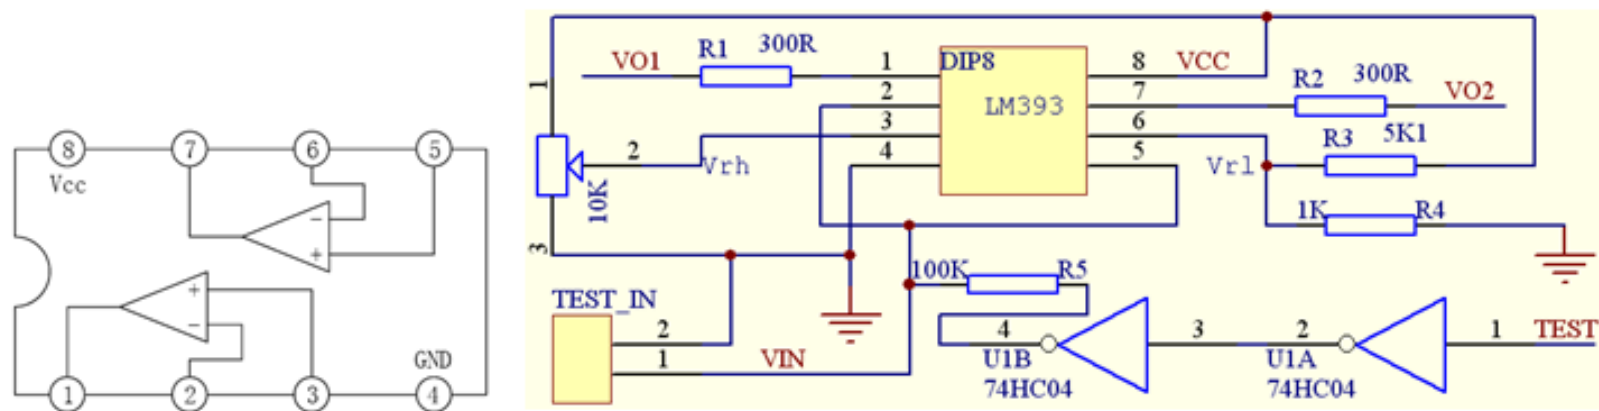 8 7 6 5
Vcc
−
+
+
−
GND
1 2 3 4
VO1 R1 300R 1 DIP8 8 VCC
2 LM393 7 R2 300R VO2
3 6 R3 5K1
4 5
1
2 Vrh Vrl
10K
1K R4
3
100K R5
TEST_IN
2
1 VIN
4 3 2 1 TEST
U1B U1A
74HC04 74HC04